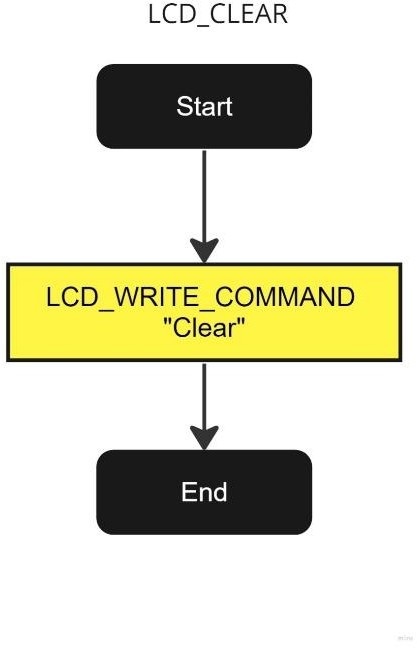 LCD_CLEAR
Start
LCD_WRITE_COMMAND
"Clear"
End